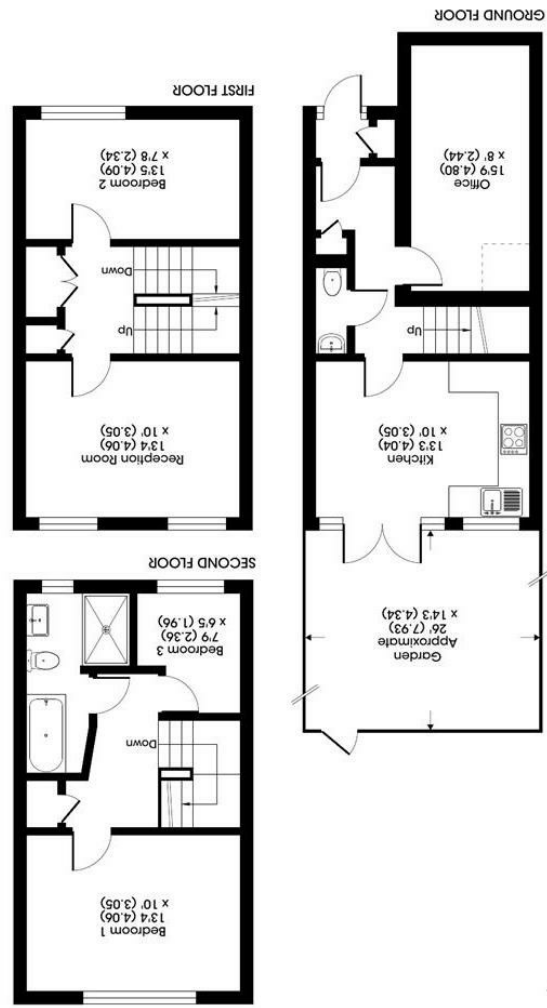 Garden
Approximate
26' (7.93)
x 14'3 (4.34)
Kitchen
13'3 (4.04)
x 10' (3.05)
Up
Office
15'9 (4.80)
x 8' (2.44)
GROUND FLOOR
Bedroom 1
13'4 (4.06)
x 10' (3.05)
Down
Bedroom 3
7'9 (2.36)
x 6'5 (1.96)
SECOND FLOOR
Reception Room
13'4 (4.06)
x 10' (3.05)
Up
Down
Bedroom 2
13'5 (4.09)
x 7'8 (2.34)
FIRST FLOOR